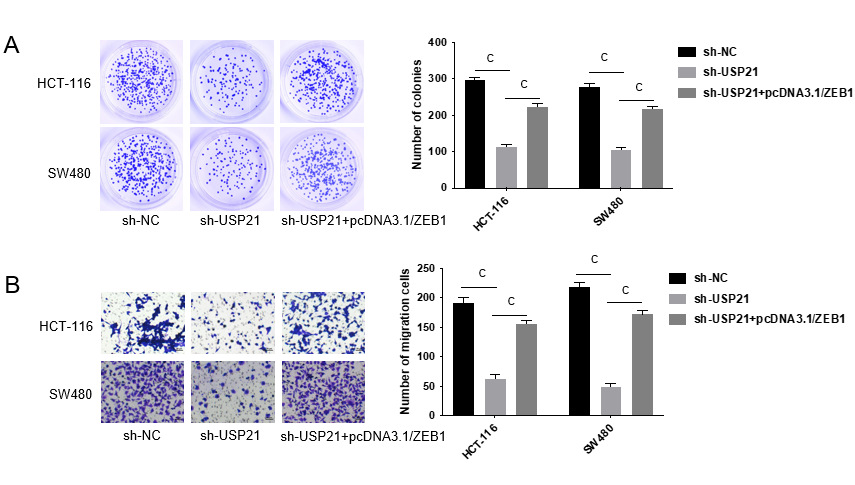 A
HCT-116
SW480
sh-NC
sh-USP21
sh-USP21+pcDNA3.1/ZEB1
Number of colonies
400
300
200
100
0
C
C
C
C
HCT-116
SW480
sh-NC
sh-USP21
sh-USP21+pcDNA3.1/ZEB1
B
HCT-116
SW480
sh-NC
sh-USP21
sh-USP21+pcDNA3.1/ZEB1
Number of migration cells
250
200
150
100
50
0
C
C
C
C
HCT-116
SW480
sh-NC
sh-USP21
sh-USP21+pcDNA3.1/ZEB1